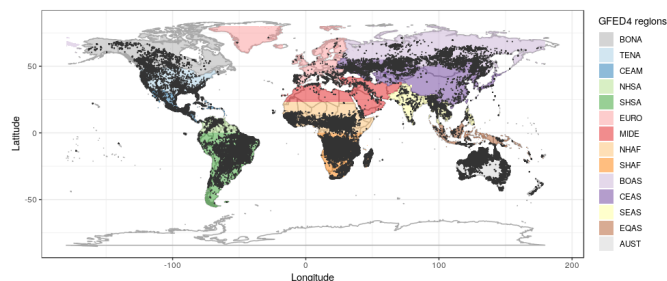 GFED4 regions
BONA
TENA
CEAM
NHSA
SHSA
EURO
MIDE
NHAF
SHAF
BOAS
CEAS
SEAS
EQAS
AUST
Latitude
50
0
-50
-100
0
100
200
Longitude